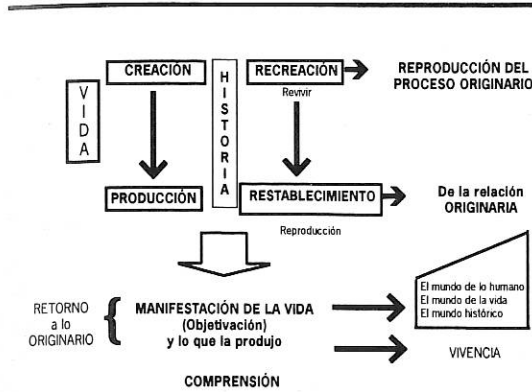 CREACIÓN
RECREACIÓN
Revivir
REPRODUCCIÓN DEL
PROCESO ORIGINARIO
VIDA
HISTORIA
PRODUCCIÓN
RESTABLECIMIENTO
Reproducción
De la relación
ORIGINARIA
RETORNO
a lo
ORIGINARIO
MANIFESTACIÓN DE LA VIDA
(Objetivación)
y lo que la produjo
El mundo de lo humano
El mundo de la vida
El mundo histórico
VIVENCIA
COMPRENSIÓN